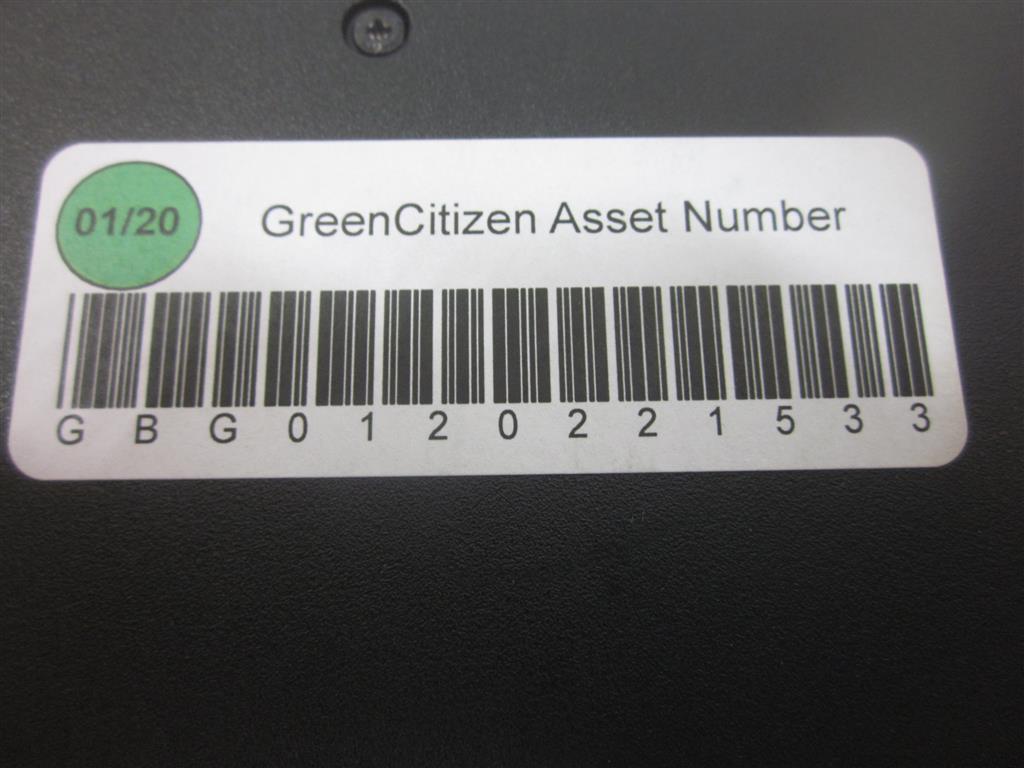 01/20
GreenCitizen Asset Number
GBG0120221533